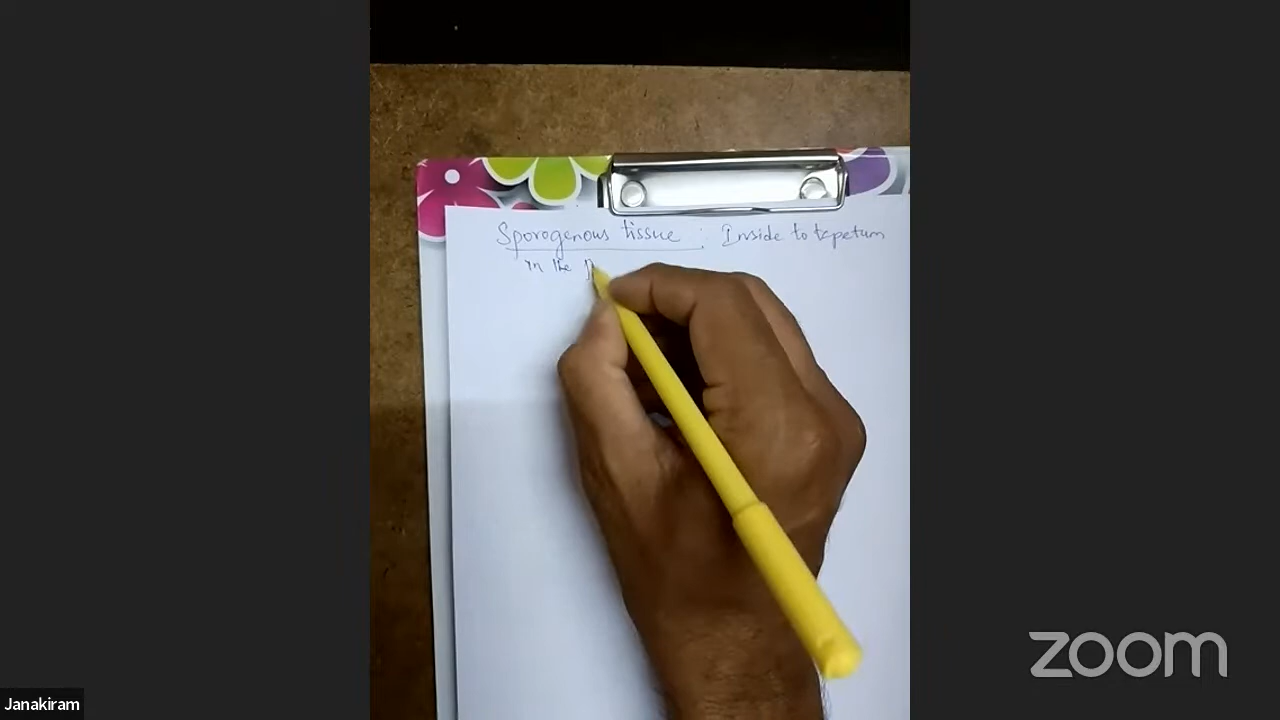 Sporogenous tissue : Inside to tapetum
in the
Janakiram
zoom